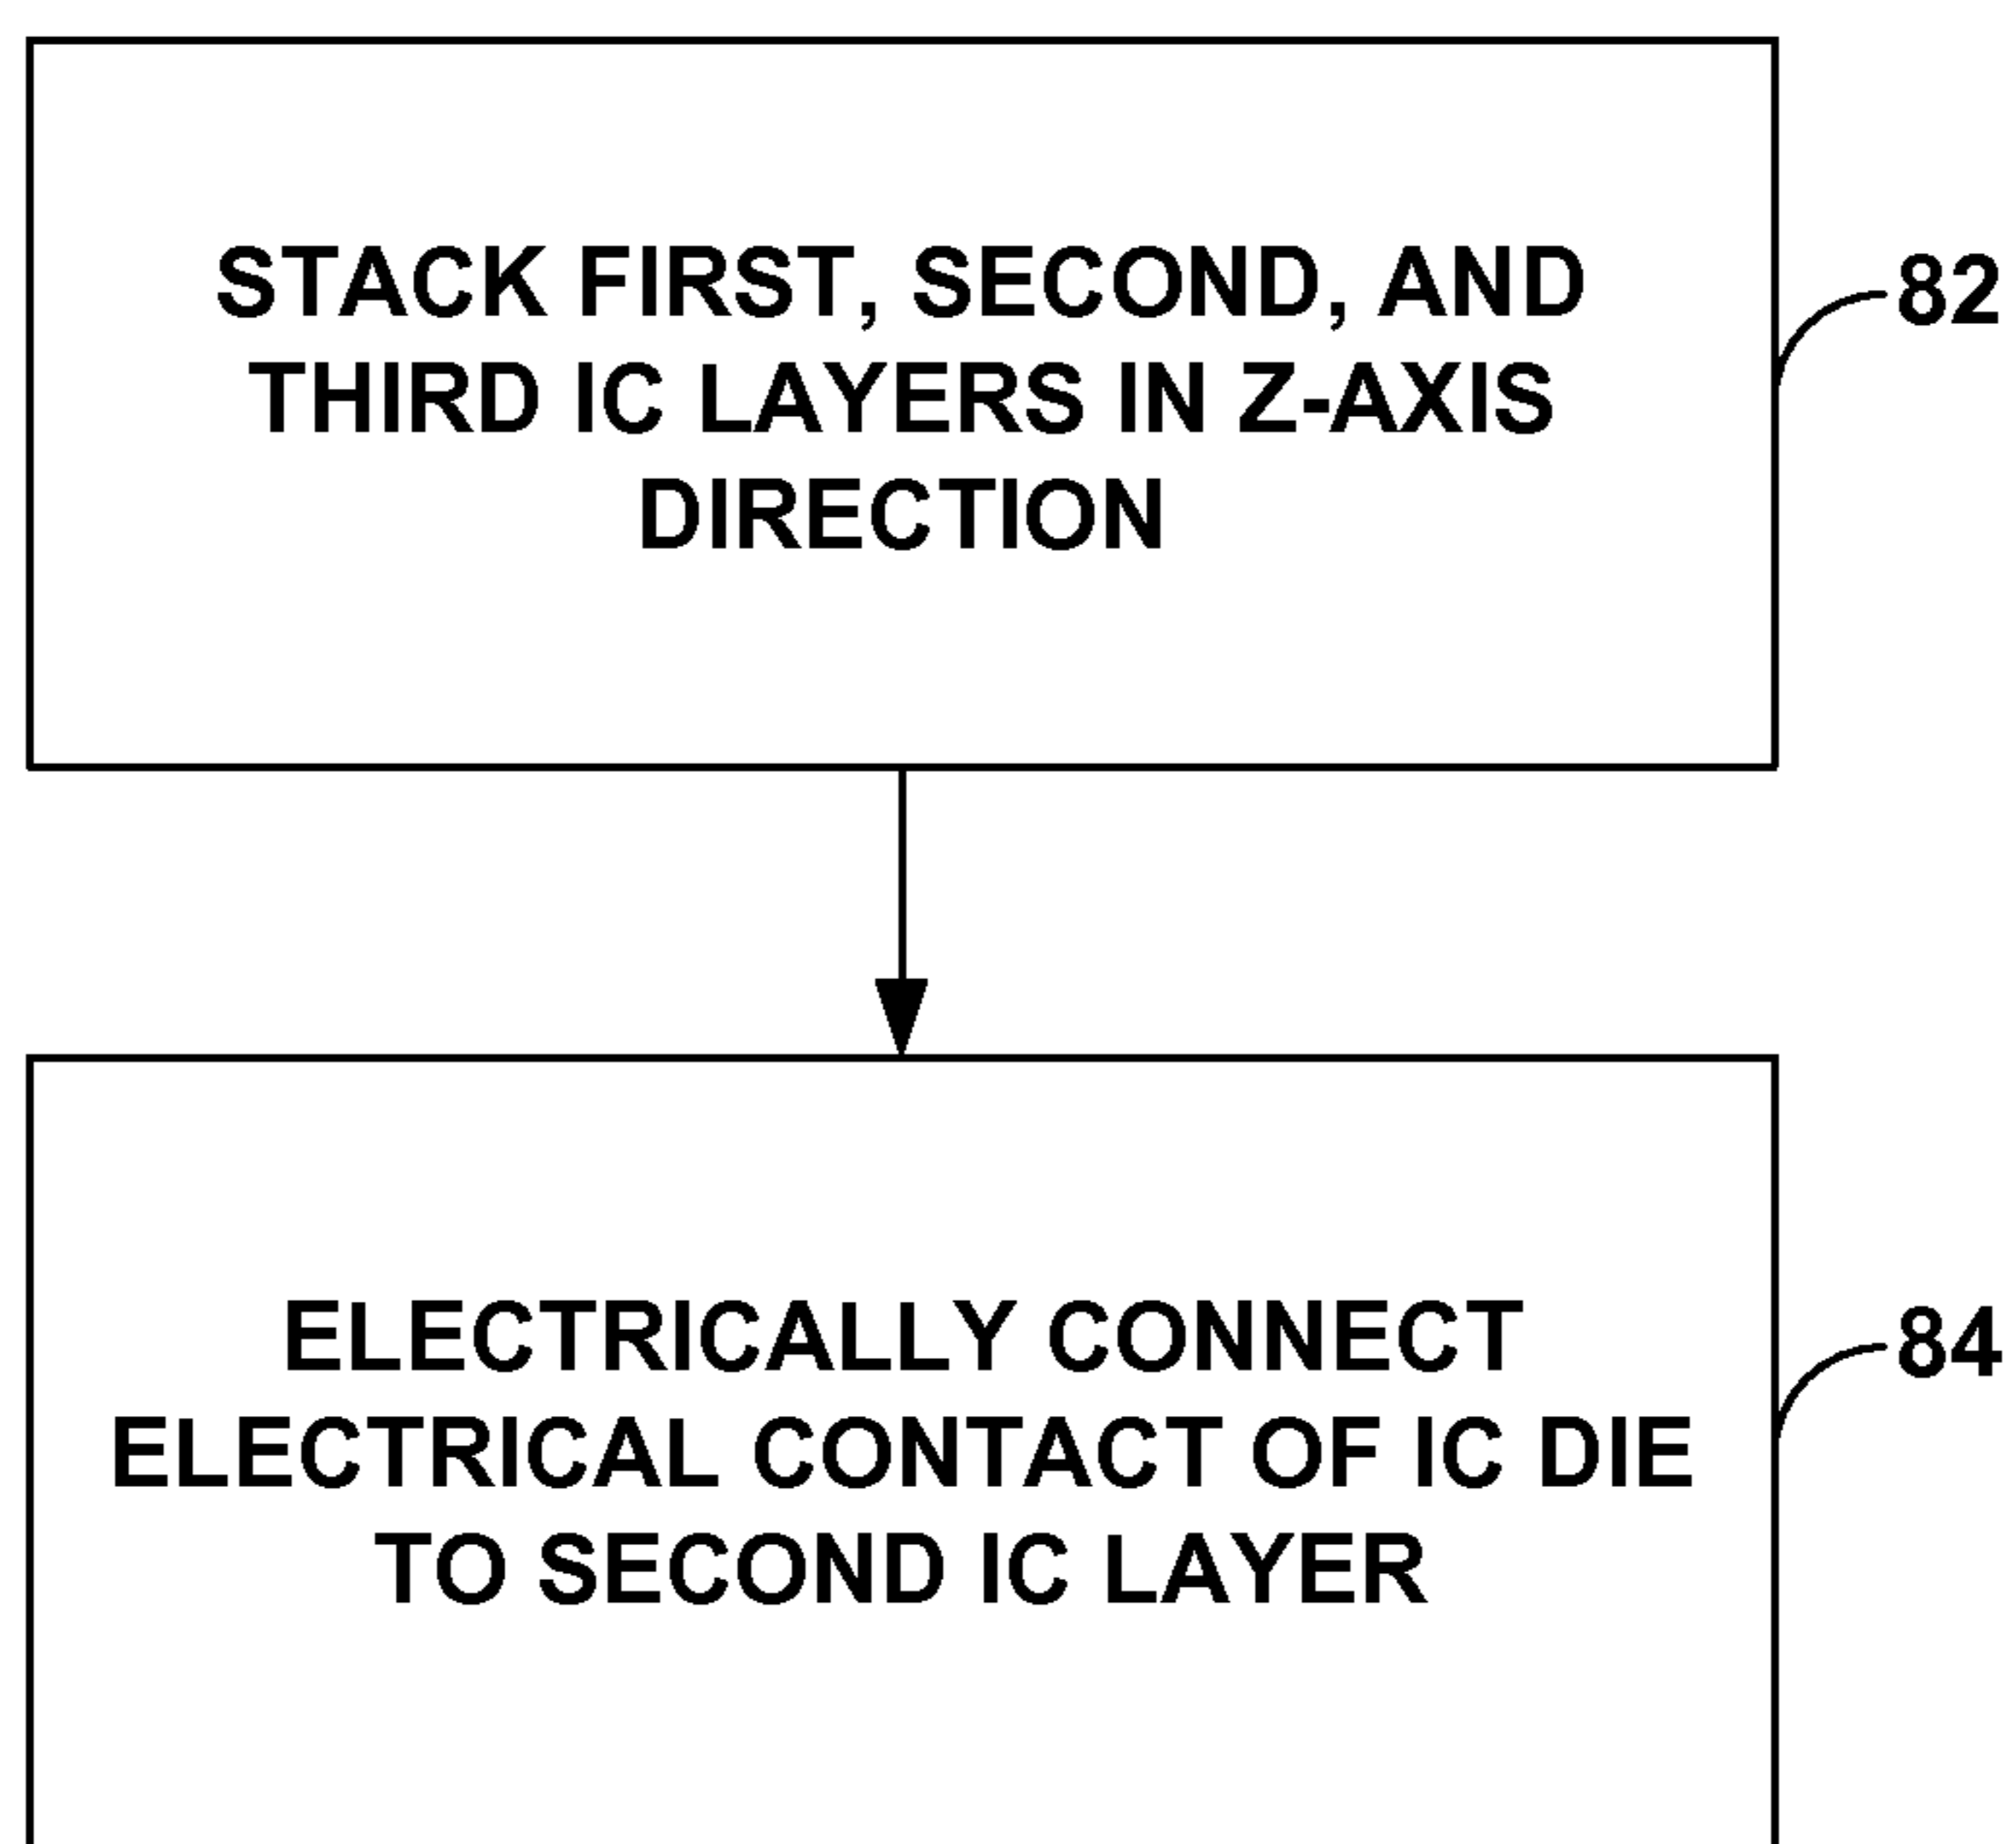 STACK FIRST, SECOND, AND
THIRD IC LAYERS IN Z-AXIS
DIRECTION
82
ELECTRICALLY CONNECT
ELECTRICAL CONTACT OF IC DIE
TO SECOND IC LAYER
84